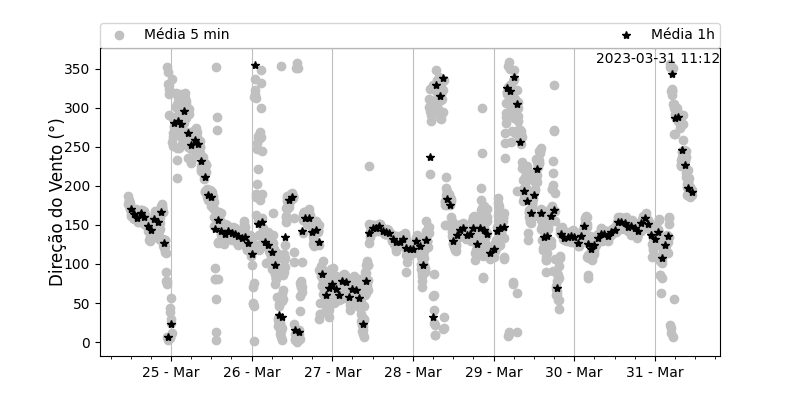 Média 5 min
Média 1h
2023-03-31 11:12
Direção do Vento (°)
350
300
250
200
150
100
50
0
25 - Mar
26 - Mar
27 - Mar
28 - Mar
29 - Mar
30 - Mar
31 - Mar